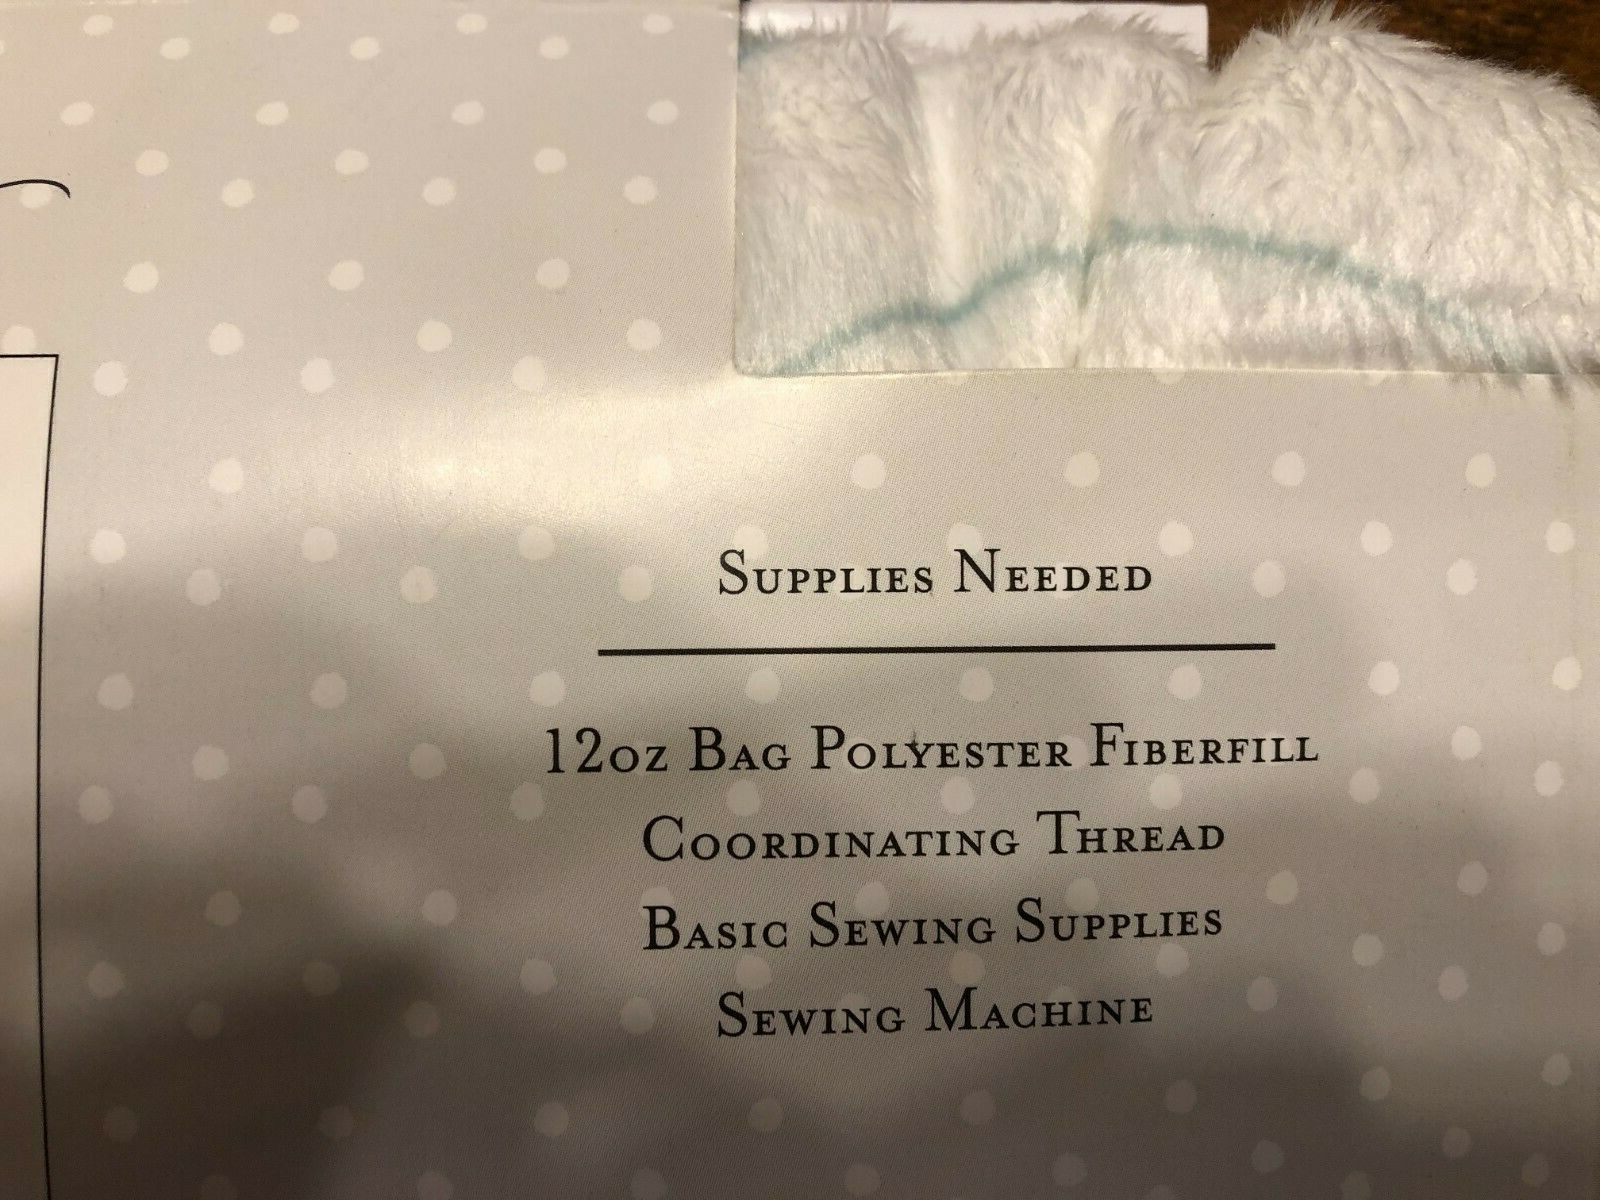 Supplies Needed
12oz Bag Polyester Fiberfill
Coordinating Thread
Basic Sewing Supplies
Sewing Machine